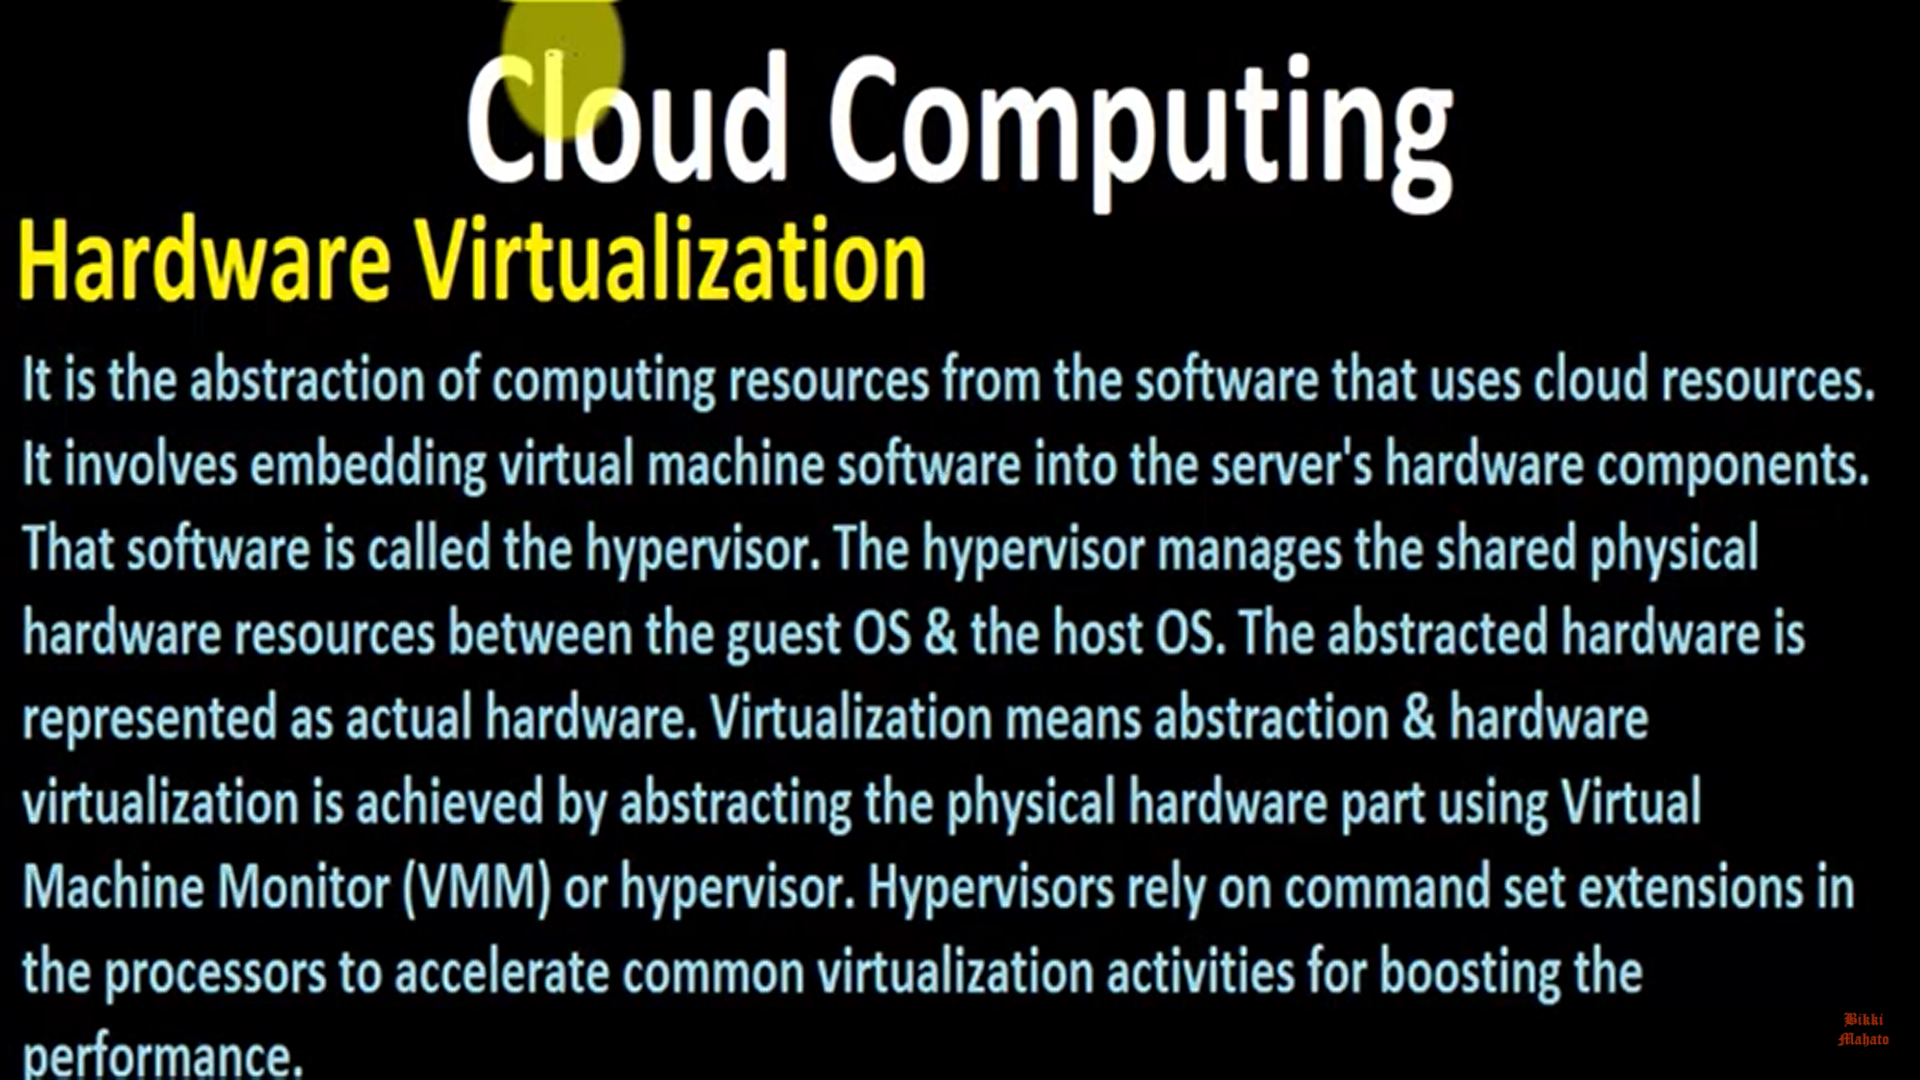 Cloud Computing
Hardware Virtualization
It is the abstraction of computing resources from the software that uses cloud resources.
It involves embedding virtual machine software into the server's hardware components.
That software is called the hypervisor. The hypervisor manages the shared physical
hardware resources between the guest OS & the host OS. The abstracted hardware is
represented as actual hardware. Virtualization means abstraction & hardware
virtualization is achieved by abstracting the physical hardware part using Virtual
Machine Monitor (VMM) or hypervisor. Hypervisors rely on command set extensions in
the processors to accelerate common virtualization activities for boosting the
performance.
Bikki
Mahato